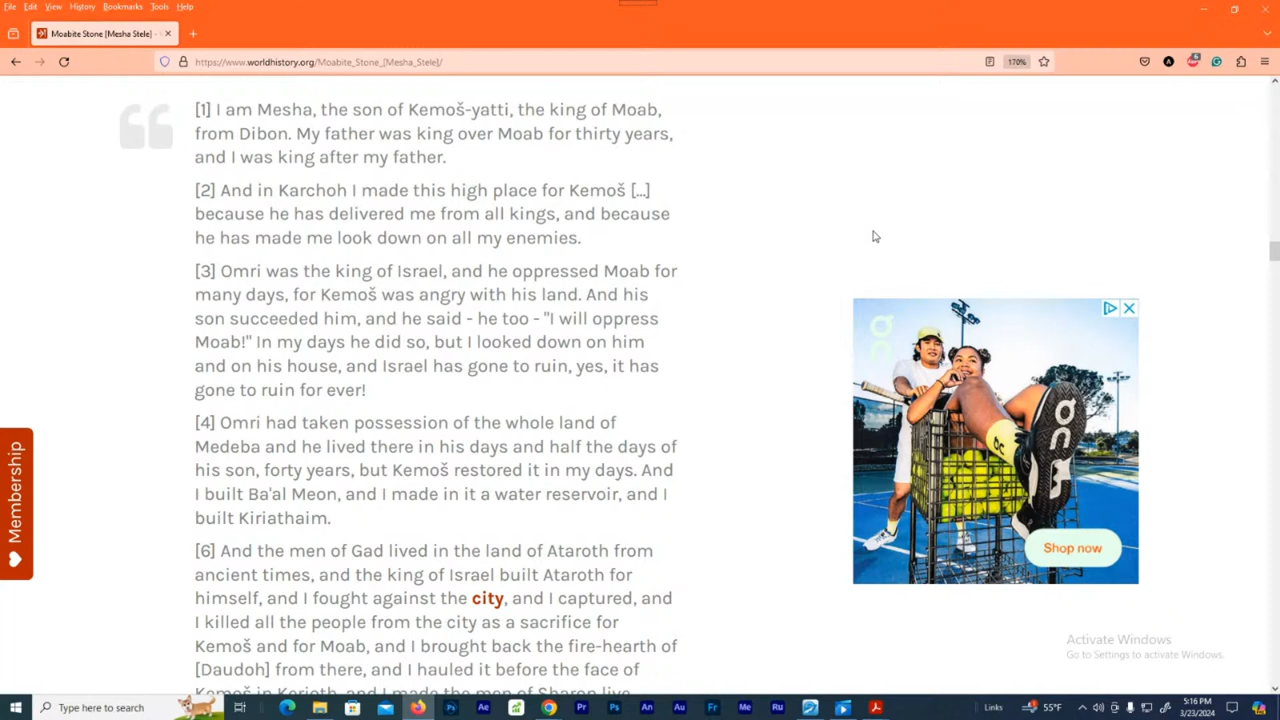 File Edit View History Bookmarks Tools Help
Moabite Stone [Mesha Stele] -
https://www.worldhistory.org/Moabite_Stone_[Mesha_Stele]/
170%
[1] I am Mesha, the son of Kemoš-yatti, the king of Moab,
from Dibon. My father was king over Moab for thirty years,
and I was king after my father.
[2] And in Karchoh I made this high place for Kemoš [...]
because he has delivered me from all kings, and because
he has made me look down on all my enemies.
[3] Omri was the king of Israel, and he oppressed Moab for
many days, for Kemoš was angry with his land. And his
son succeeded him, and he said - he too - "I will oppress
Moab!" In my days he did so, but I looked down on him
and on his house, and Israel has gone to ruin, yes, it has
gone to ruin for ever!
[4] Omri had taken possession of the whole land of
Medeba and he lived there in his days and half the days of
his son, forty years, but Kemoš restored it in my days. And
I built Ba'al Meon, and I made in it a water reservoir, and I
built Kiriathaim.
[6] And the men of Gad lived in the land of Ataroth from
ancient times, and the king of Israel built Ataroth for
himself, and I fought against the city, and I captured, and
I killed all the people from the city as a sacrifice for
Kemoš and for Moab, and I brought back the fire-hearth of
[Daudoh] from there, and I hauled it before the face of
Kemoš in Kerioth, and I made the men of Sharon live
Membership
Shop now
Activate Windows
Go to Settings to activate Windows.
Type here to search
Links
55°F
5:16 PM
3/23/2024